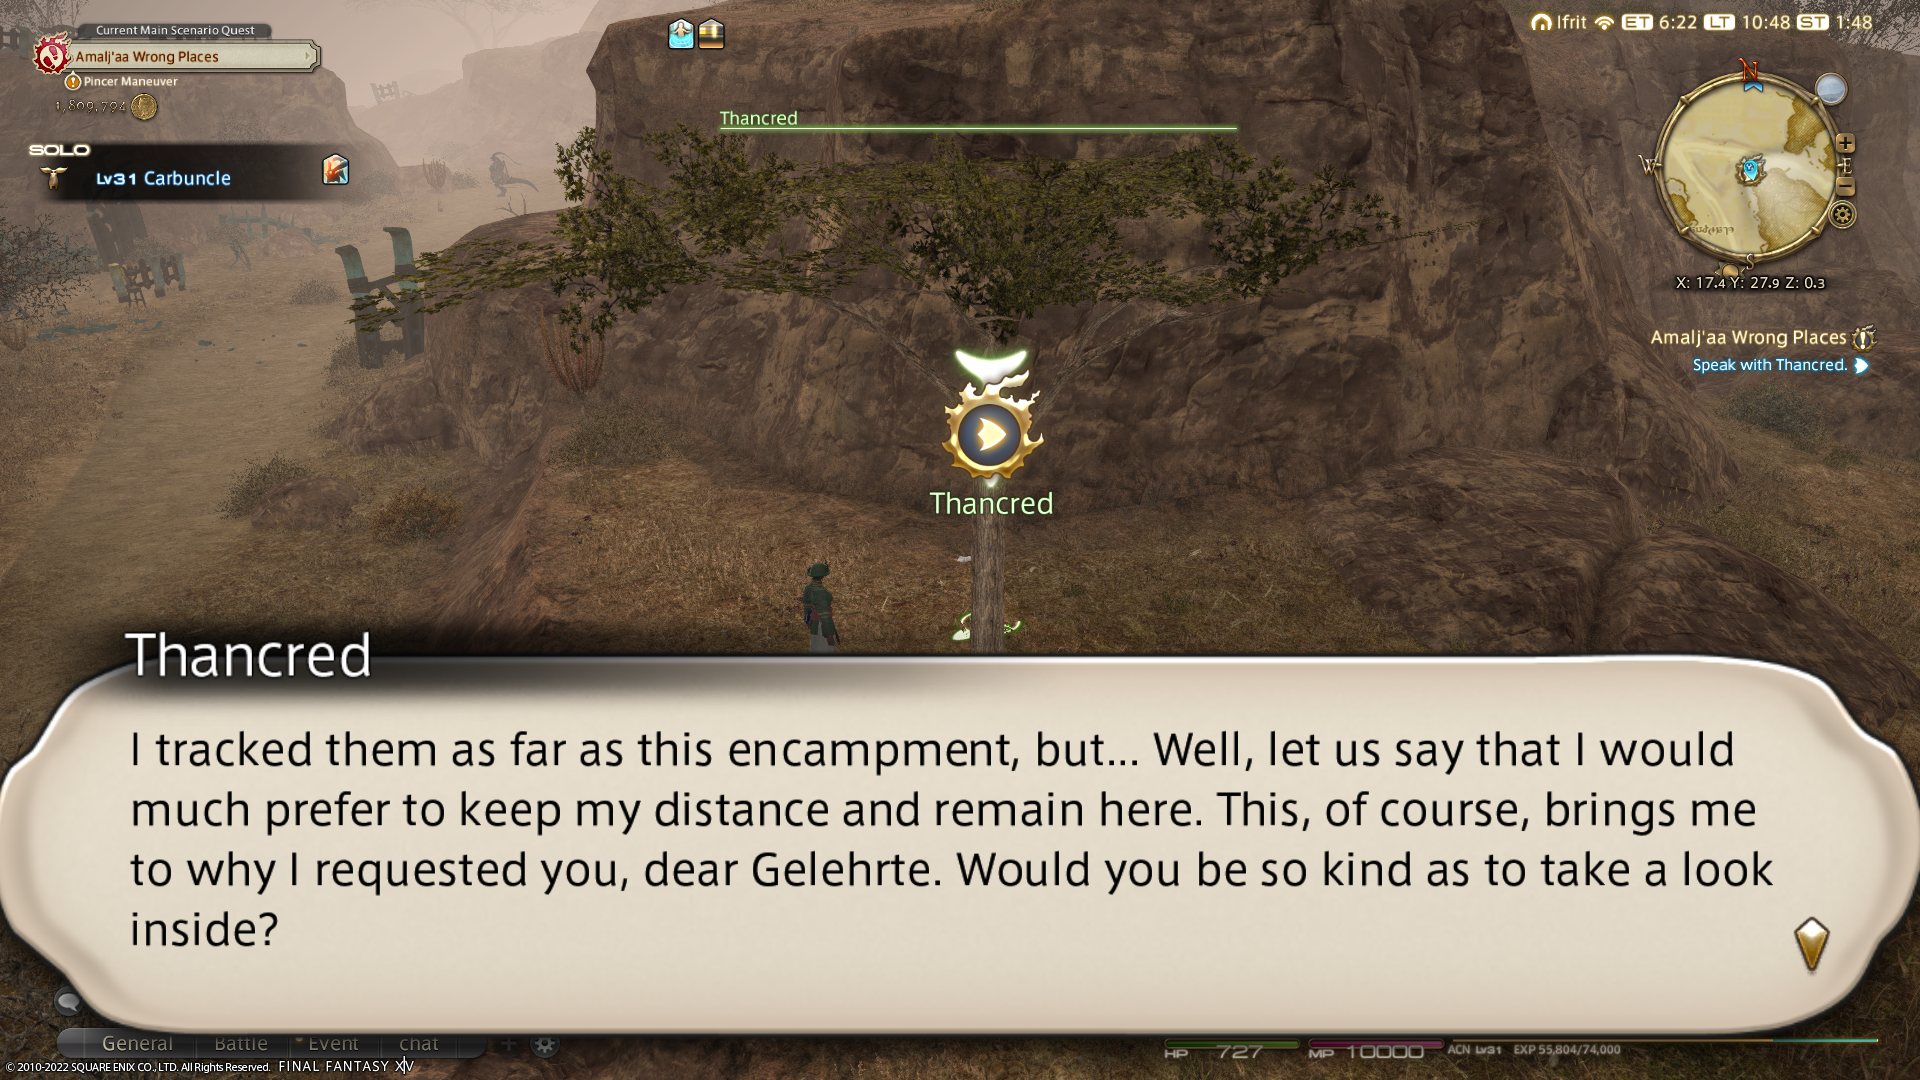 Current Main Scenario Quest
Amalj'aa Wrong Places
Pincer Maneuver
1,809,794
SOLO
Lv31 Carbuncle
Thancred
Ifrit ET 6:22 LT 10:48 ST 1:48
N
W
E
S
X: 17.4 Y: 27.9 Z: 0.3
Amalj'aa Wrong Places
Speak with Thancred.
Thancred
Thancred
I tracked them as far as this encampment, but... Well, let us say that I would
much prefer to keep my distance and remain here. This, of course, brings me
to why I requested you, dear Gelehrte. Would you be so kind as to take a look
inside?
General Battle Event chat
HP 727 MP 10000 ACN Lv31 EXP 55,804/74,000
© 2010-2022 SQUARE ENIX CO., LTD. All Rights Reserved. FINAL FANTASY XIV